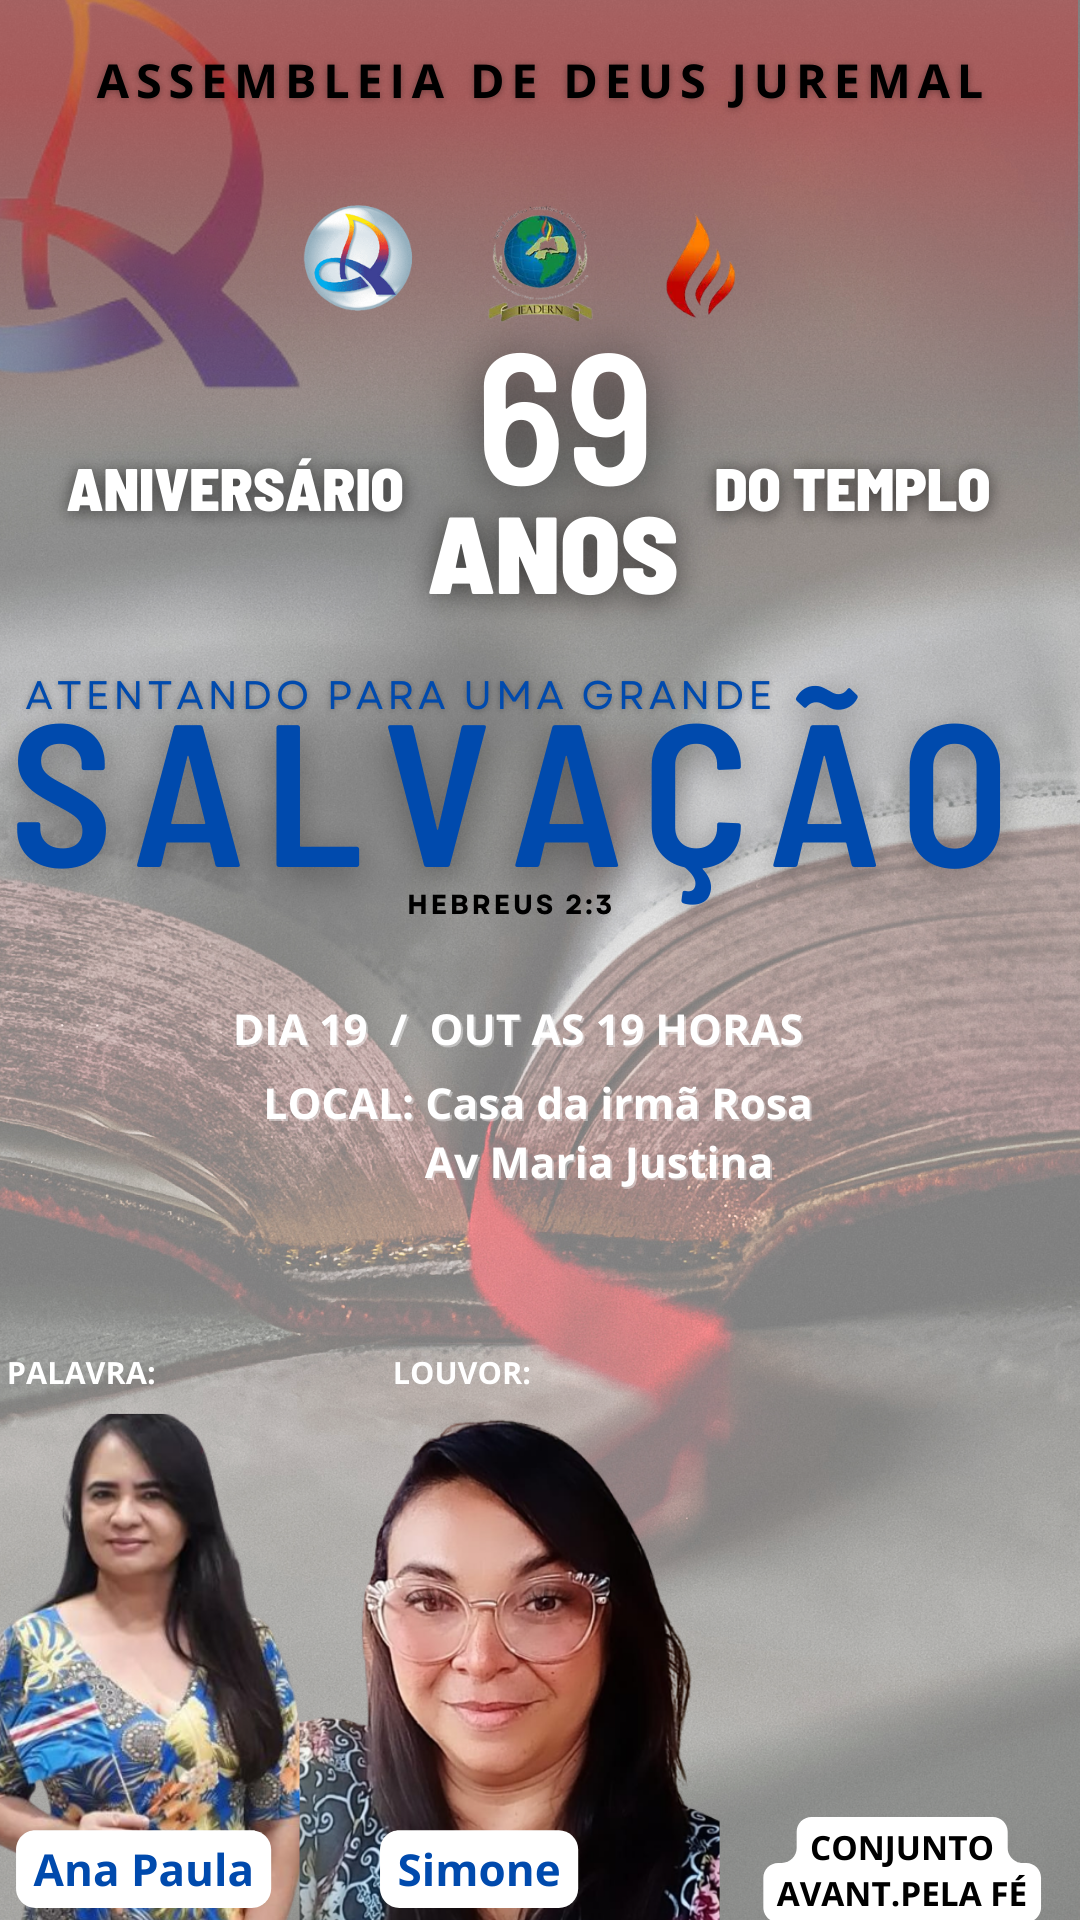 ASSEMBLEIA DE DEUS JUREMAL
IEADERN
69
ANIVERSÁRIO
DO TEMPLO
ANOS
ATENTANDO PARA UMA GRANDE
SALVAÇÃO
HEBREUS 2:3
DIA 19 / OUT AS 19 HORAS
LOCAL: Casa da irmã Rosa
Av Maria Justina
PALAVRA:
LOUVOR:
Ana Paula
Simone
CONJUNTO
AVANT.PELA FÉ